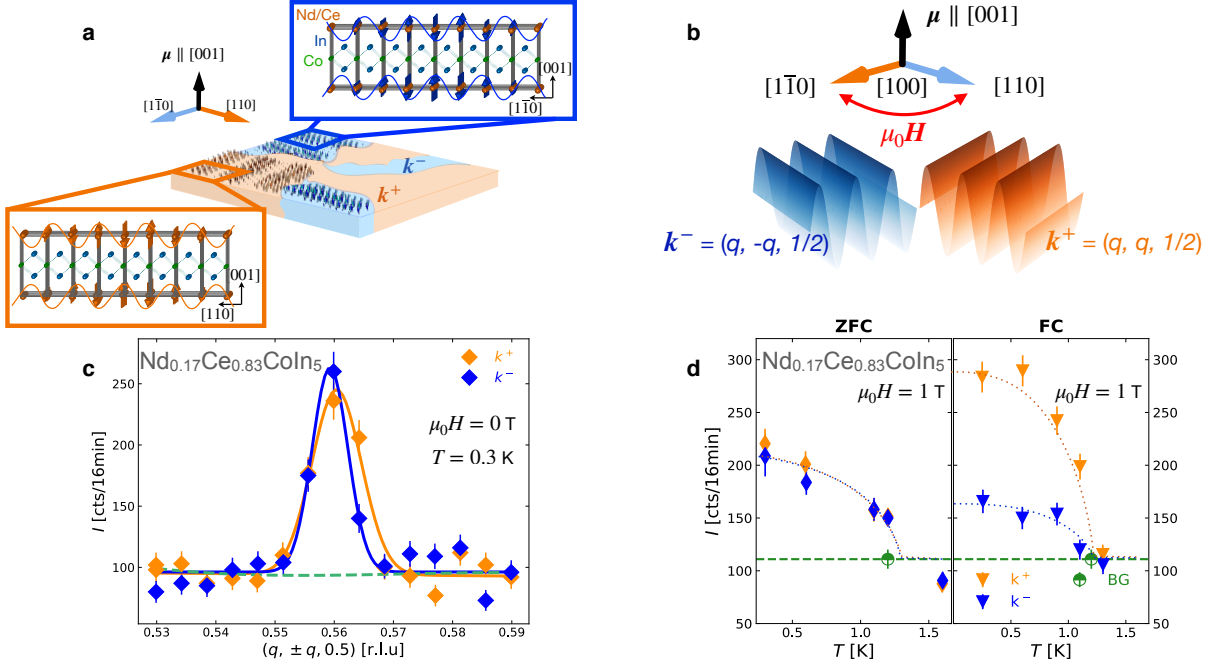 a
μ ∥ [001]
[11̄0]
[110]
Nd/Ce
In
Co
[001]
[11̄0]
k⁻
k⁺
001]
[110]
b
μ ∥ [001]
[11̄0]
[100]
[110]
μ₀H
k⁻ = (q, -q, 1/2)
k⁺ = (q, q, 1/2)
c
Nd₀.₁₇Ce₀.₈₃CoIn₅
k⁺
k⁻
μ₀H = 0 T
T = 0.3 K
I [cts/16min]
250
200
150
100
0.53 0.54 0.55 0.56 0.57 0.58 0.59
(q, ±q, 0.5) [r.l.u]
d
ZFC
FC
Nd₀.₁₇Ce₀.₈₃CoIn₅
μ₀H = 1 T
μ₀H = 1 T
I [cts/16min]
300
250
200
150
100
50
300
250
200
150
100
50
k⁺
k⁻
BG
0.5 1.0 1.5
0.5 1.0 1.5
T [K]
T [K]